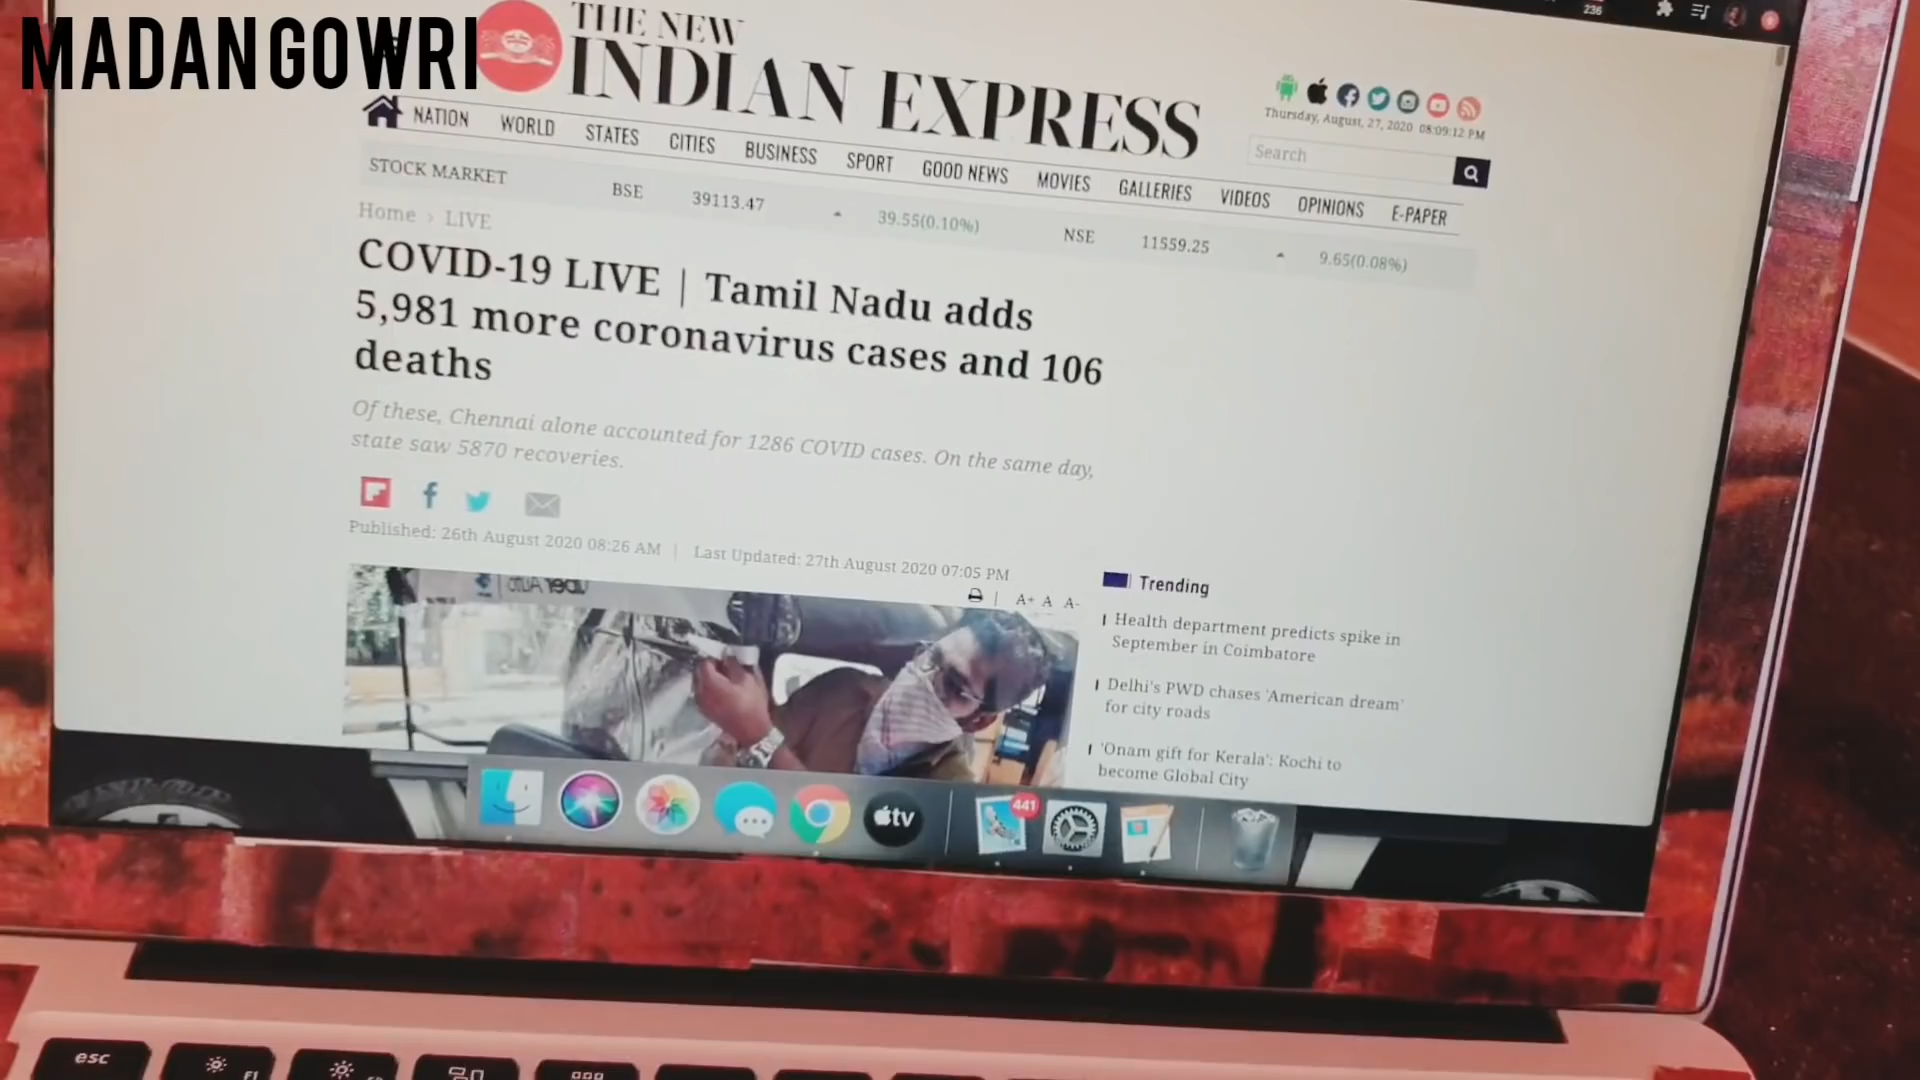 MADAN GOWRI
236
THE NEW
INDIAN EXPRESS
Thursday, August, 27, 2020 08:09:12 PM
Search
NATION WORLD STATES CITIES BUSINESS SPORT GOOD NEWS MOVIES GALLERIES VIDEOS OPINIONS E-PAPER
STOCK MARKET BSE 39113.47 39.55(0.10%) NSE 11559.25 9.65(0.08%)
Home › LIVE
COVID-19 LIVE | Tamil Nadu adds
5,981 more coronavirus cases and 106
deaths
Of these, Chennai alone accounted for 1286 COVID cases. On the same day,
state saw 5870 recoveries.
Published: 26th August 2020 08:26 AM | Last Updated: 27th August 2020 07:05 PM
A+ A A-
Trending
Health department predicts spike in
September in Coimbatore
Delhi's PWD chases 'American dream'
for city roads
'Onam gift for Kerala': Kochi to
become Global City
tv
441
esc
F1